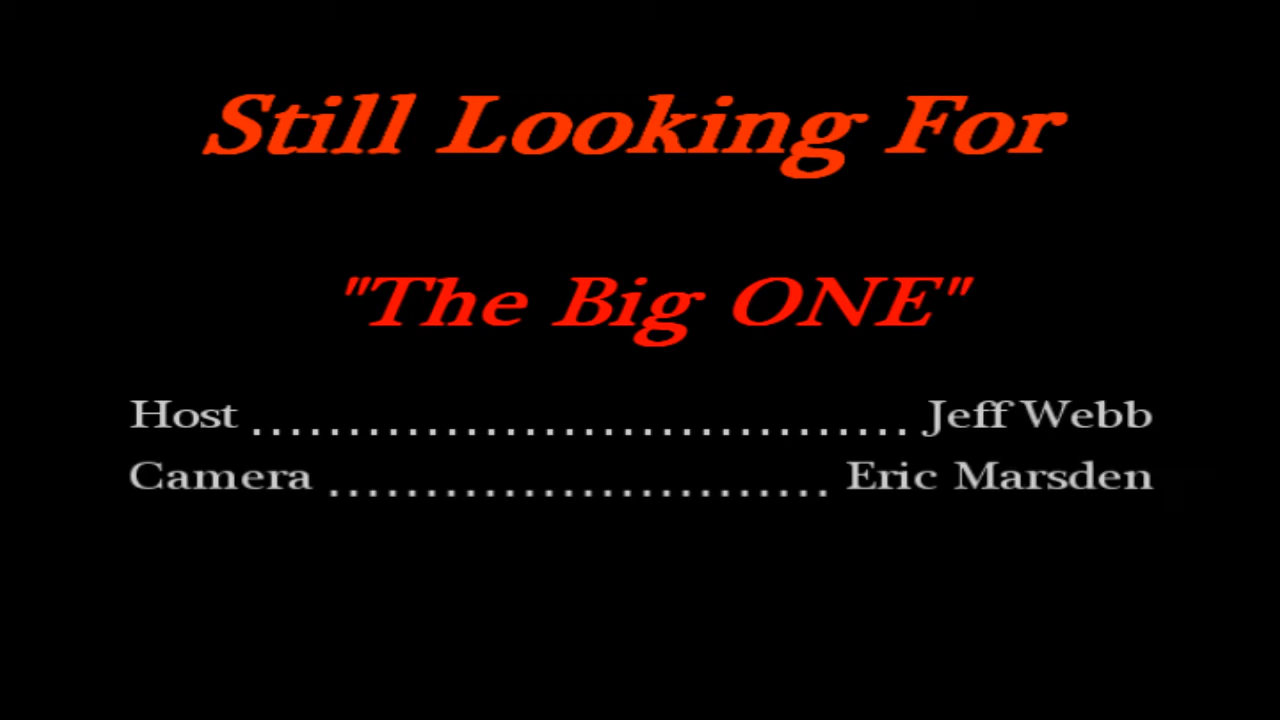 Still Looking For
"The Big ONE"
Host .................................. Jeff Webb
Camera .......................... Eric Marsden